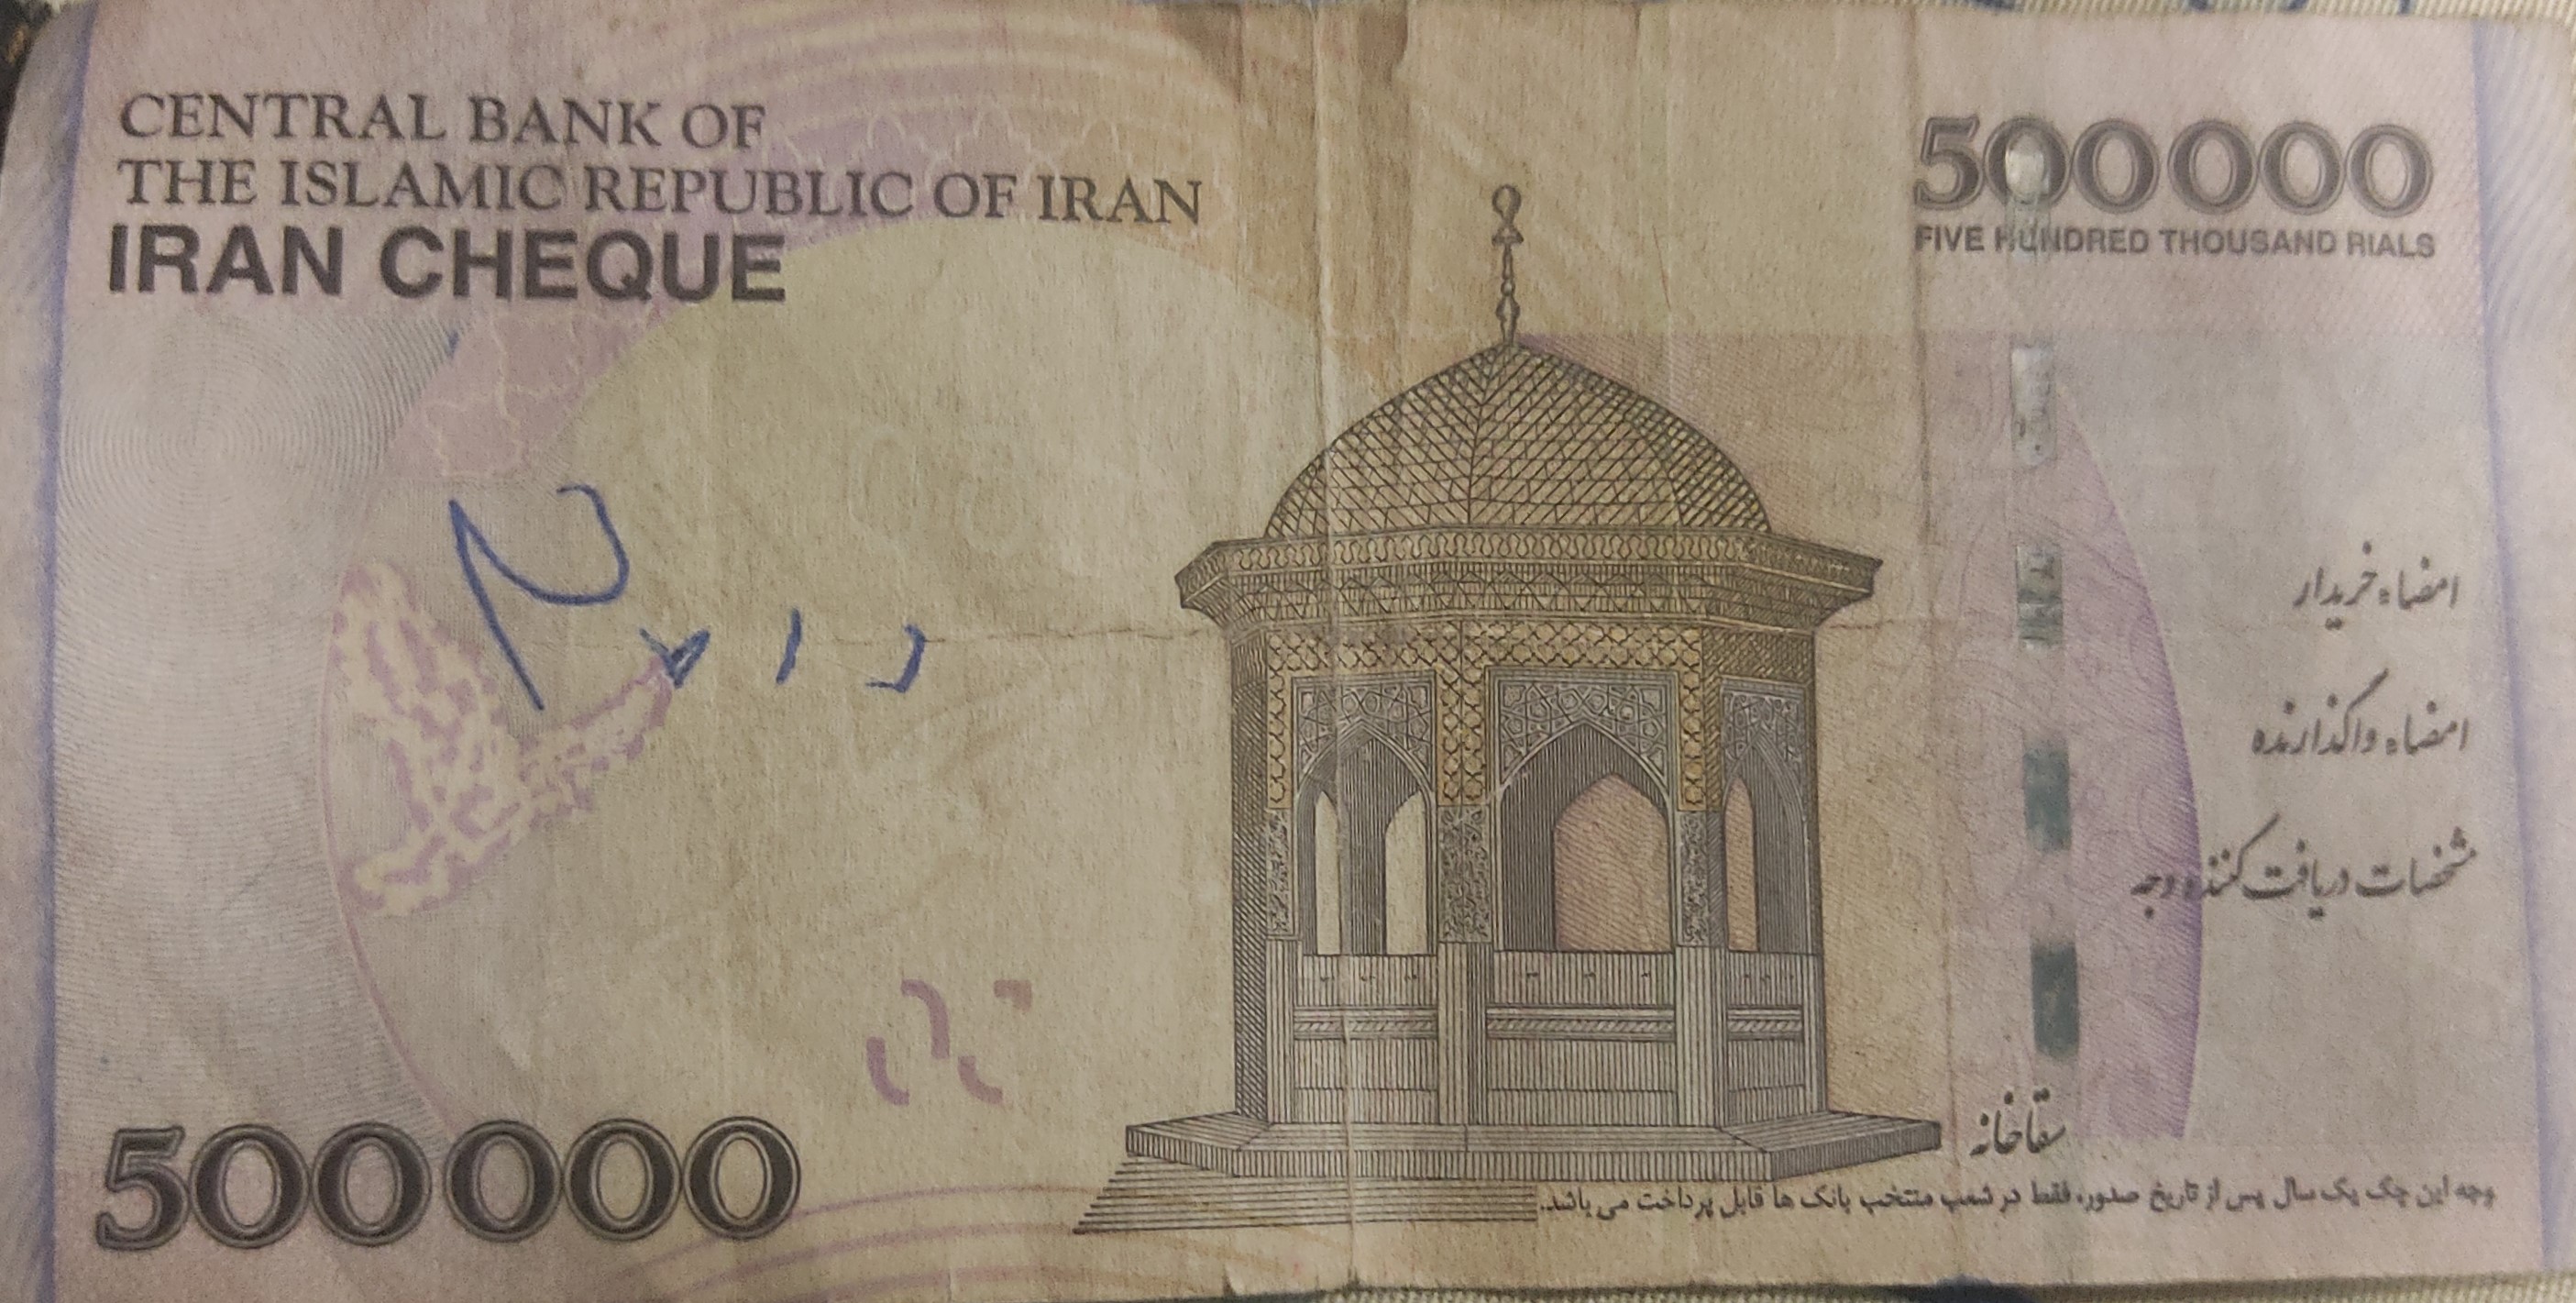 CENTRAL BANK OF
THE ISLAMIC REPUBLIC OF IRAN
IRAN CHEQUE
500000
FIVE HUNDRED THOUSAND RIALS
امضاء خریدار
امضاء واگذارنده
مشخصات دریافت کننده وجه
سقاخانه
وجه این چک یک سال پس از تاریخ صدور، فقط در شعب منتخب بانک ها قابل پرداخت می باشد.
500000